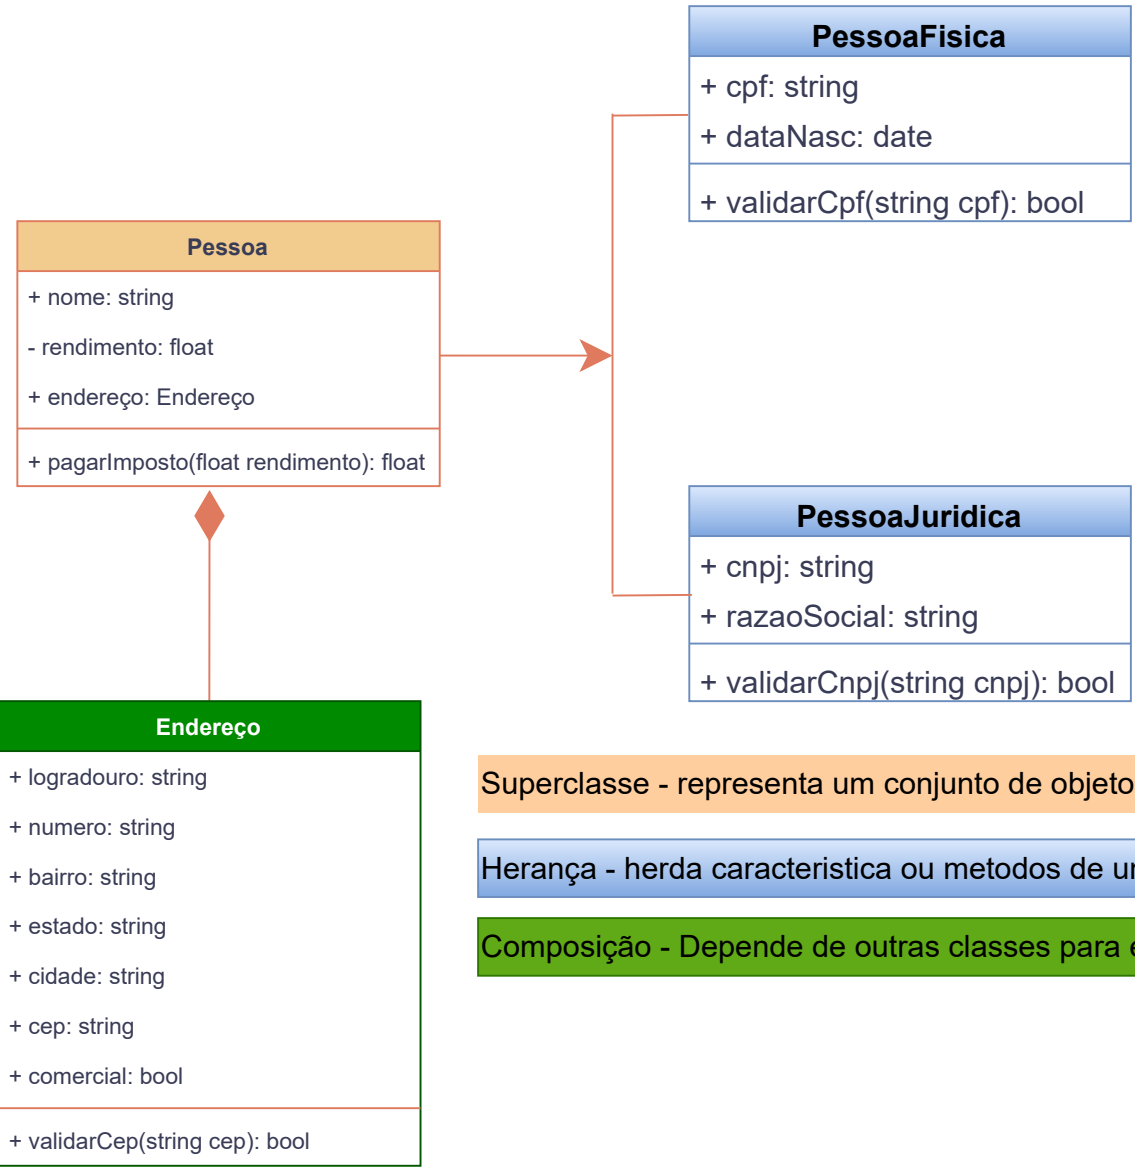 PessoaFisica
+ cpf: string
+ dataNasc: date
+ validarCpf(string cpf): bool
Pessoa
+ nome: string
- rendimento: float
+ endereço: Endereço
+ pagarImposto(float rendimento): float
PessoaJuridica
+ cnpj: string
+ razaoSocial: string
+ validarCnpj(string cnpj): bool
Endereço
+ logradouro: string
+ numero: string
+ bairro: string
+ estado: string
+ cidade: string
+ cep: string
+ comercial: bool
+ validarCep(string cep): bool
Superclasse - representa um conjunto de objeto
Herança - herda caracteristica ou metodos de
Composição - Depende de outras classes para